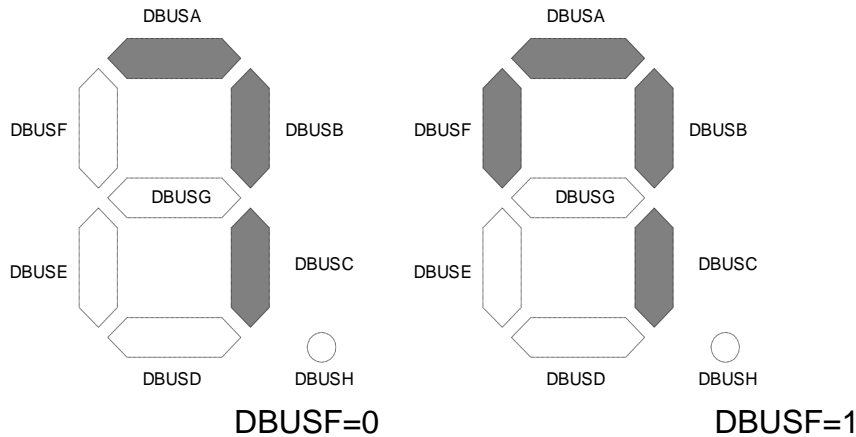 DBUSA
DBUSF
DBUSB
DBUSG
DBUSE
DBUSC
DBUSD
DBUSH
DBUSF=0
DBUSA
DBUSF
DBUSB
DBUSG
DBUSE
DBUSC
DBUSD
DBUSH
DBUSF=1